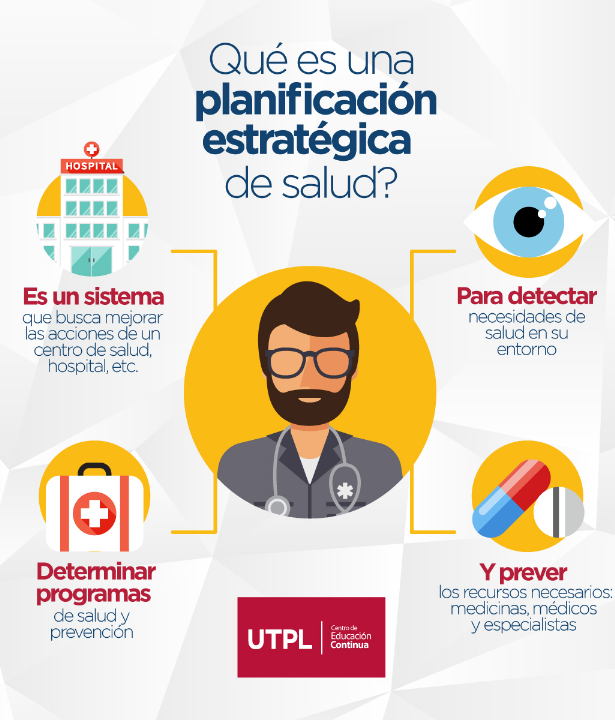 Qué es una
planificación
estratégica
de salud?
HOSPITAL
Es un sistema
que busca mejorar
las acciones de un
centro de salud,
hospital, etc.
Para detectar
necesidades de
salud en su
entorno
Determinar
programas
de salud y
prevención
Y prever
los recursos necesarios:
medicinas, médicos
y especialistas
UTPL
Centro de
Educación
Continua